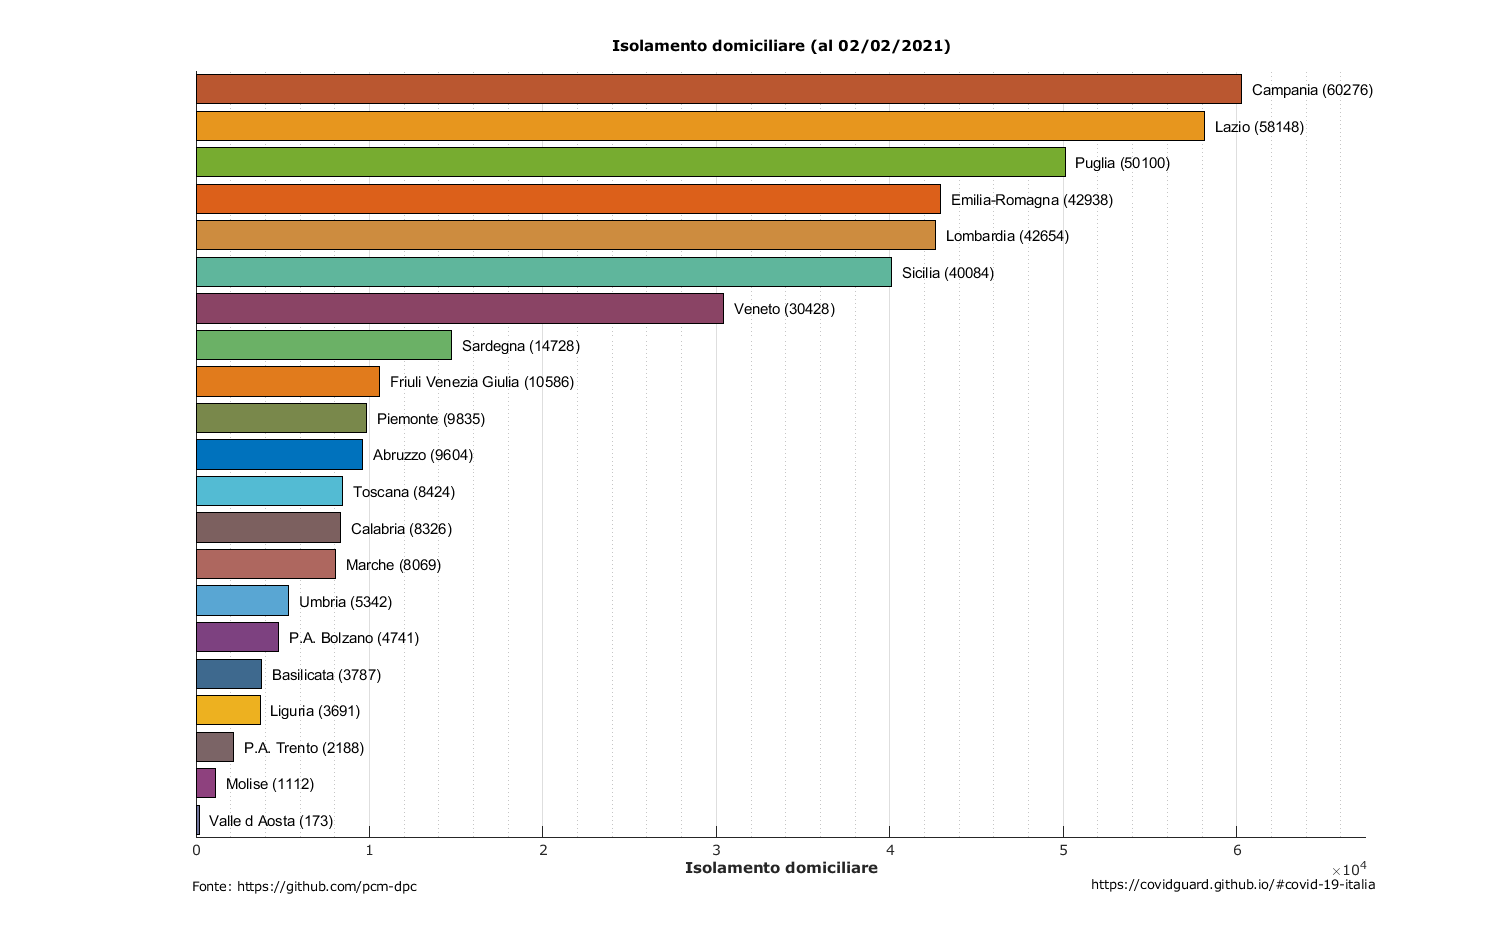 Isolamento domiciliare (al 02/02/2021)
Campania (60276)
Lazio (58148)
Puglia (50100)
Emilia-Romagna (42938)
Lombardia (42654)
Sicilia (40084)
Veneto (30428)
Sardegna (14728)
Friuli Venezia Giulia (10586)
Piemonte (9835)
Abruzzo (9604)
Toscana (8424)
Calabria (8326)
Marche (8069)
Umbria (5342)
P.A. Bolzano (4741)
Basilicata (3787)
Liguria (3691)
P.A. Trento (2188)
Molise (1112)
Valle d Aosta (173)
0 1 2 3 4 5 6
×10⁴
Isolamento domiciliare
Fonte: https://github.com/pcm-dpc
https://covidguard.github.io/#covid-19-italia